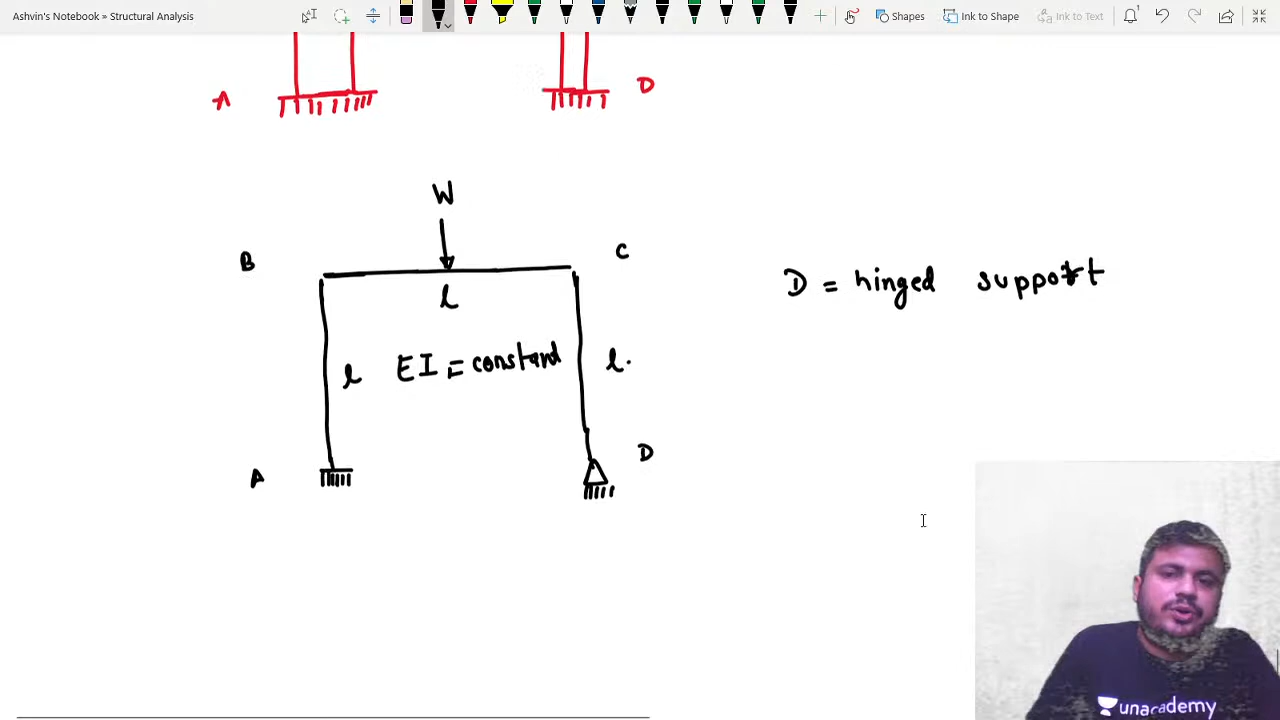 Ashvin's Notebook » Structural Analysis
Shapes
Ink to Shape
Ink to Text
A
D
W
B
C
l
D = hinged support
l
EI = constant
l.
A
D
unacademy